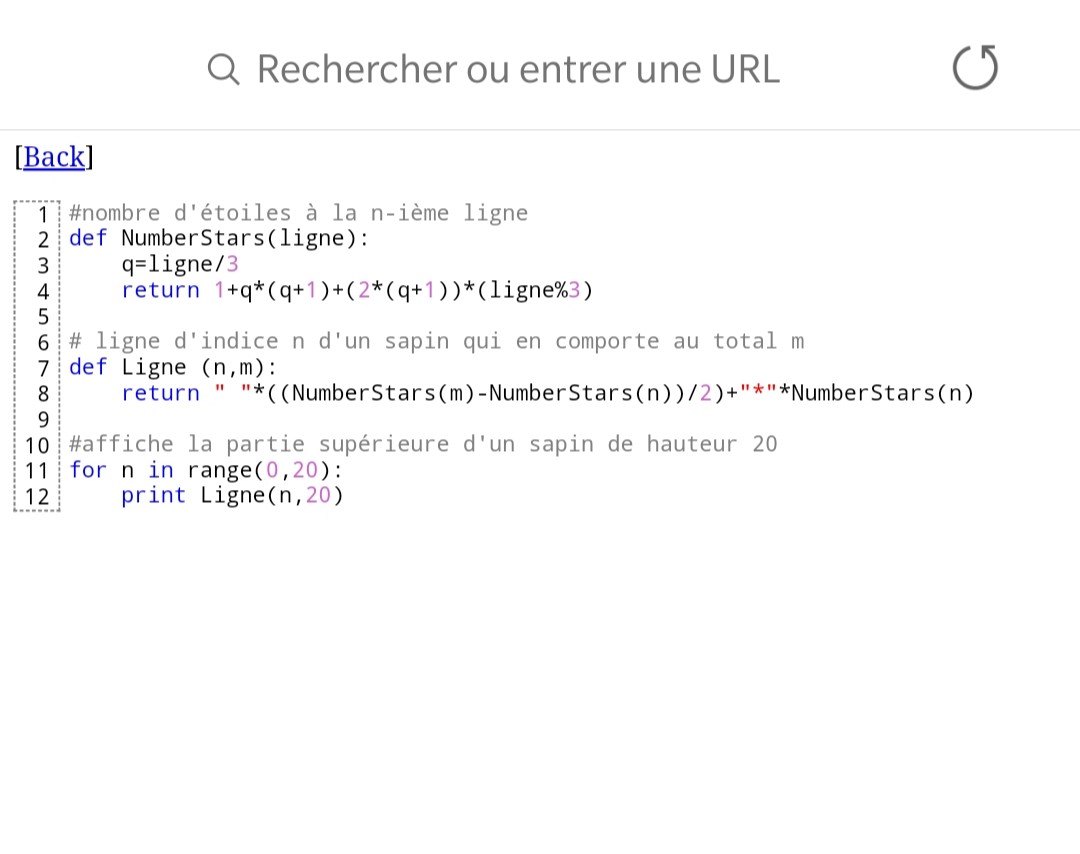 Rechercher ou entrer une URL
[Back]
1 #nombre d'étoiles à la n-ième ligne
2 def NumberStars(ligne):
3     q=ligne/3
4     return 1+q*(q+1)+(2*(q+1))*(ligne%3)
5
6 # ligne d'indice n d'un sapin qui en comporte au total m
7 def Ligne (n,m):
8     return " "*((NumberStars(m)-NumberStars(n))/2)+"*"*NumberStars(n)
9
10 #affiche la partie supérieure d'un sapin de hauteur 20
11 for n in range(0,20):
12     print Ligne(n,20)